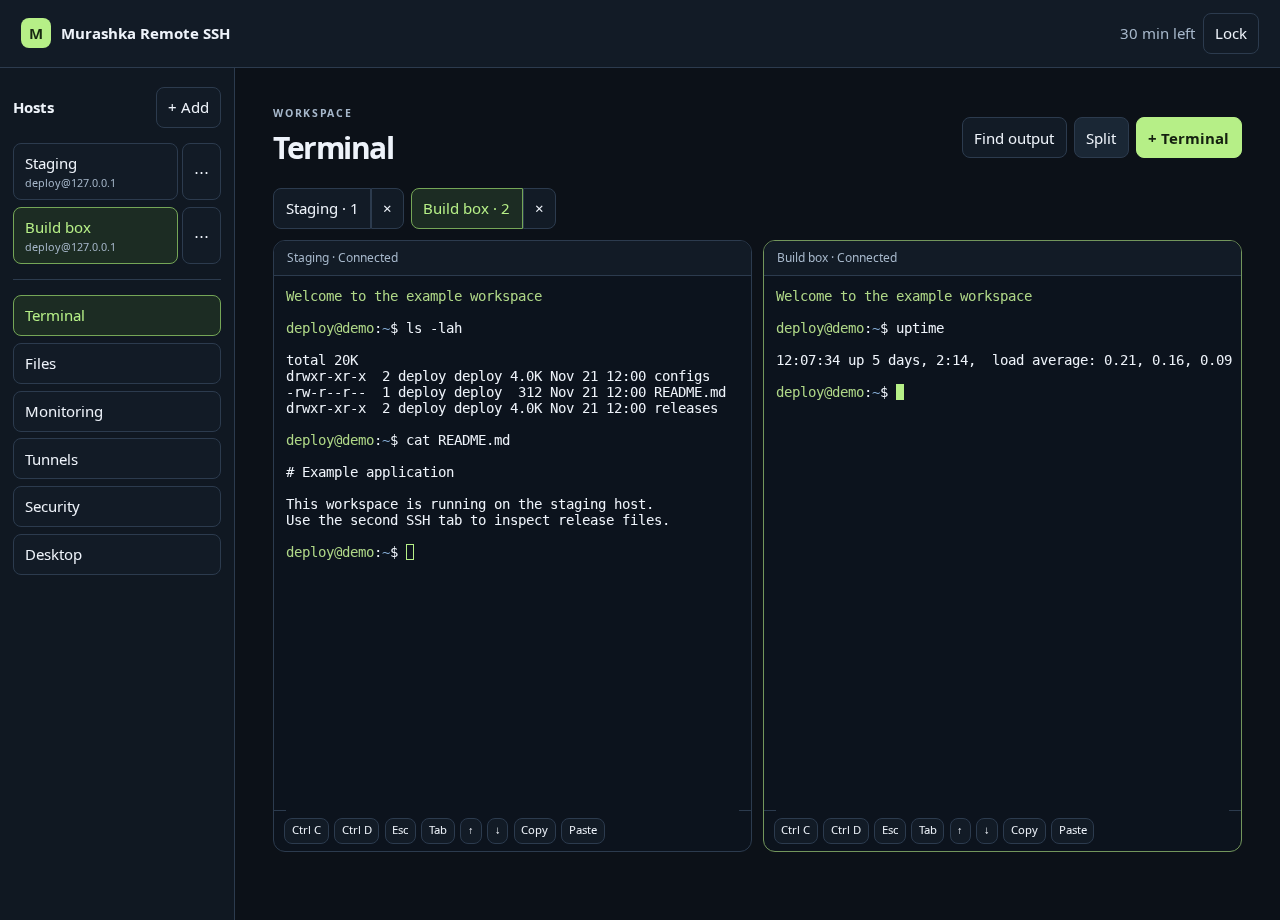 M Murashka Remote SSH
30 min left Lock
Hosts
+ Add
Staging
deploy@127.0.0.1
...
Build box
deploy@127.0.0.1
...
Terminal
Files
Monitoring
Tunnels
Security
Desktop
WORKSPACE
Terminal
Find output Split + Terminal
Staging · 1 × Build box · 2 ×
Staging · Connected
Welcome to the example workspace
deploy@demo:~$ ls -lah
total 20K
drwxr-xr-x  2 deploy deploy 4.0K Nov 21 12:00 configs
-rw-r--r--  1 deploy deploy  312 Nov 21 12:00 README.md
drwxr-xr-x  2 deploy deploy 4.0K Nov 21 12:00 releases
deploy@demo:~$ cat README.md
# Example application
This workspace is running on the staging host.
Use the second SSH tab to inspect release files.
deploy@demo:~$
Ctrl C Ctrl D Esc Tab ↑ ↓ Copy Paste
Build box · Connected
Welcome to the example workspace
deploy@demo:~$ uptime
12:07:34 up 5 days, 2:14,  load average: 0.21, 0.16, 0.09
deploy@demo:~$
Ctrl C Ctrl D Esc Tab ↑ ↓ Copy Paste